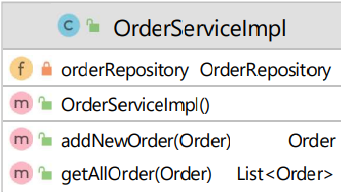 C OrderServiceImpl
f orderRepository OrderRepository
m OrderServiceImpl()
m addNewOrder(Order) Order
m getAllOrder(Order) List<Order>